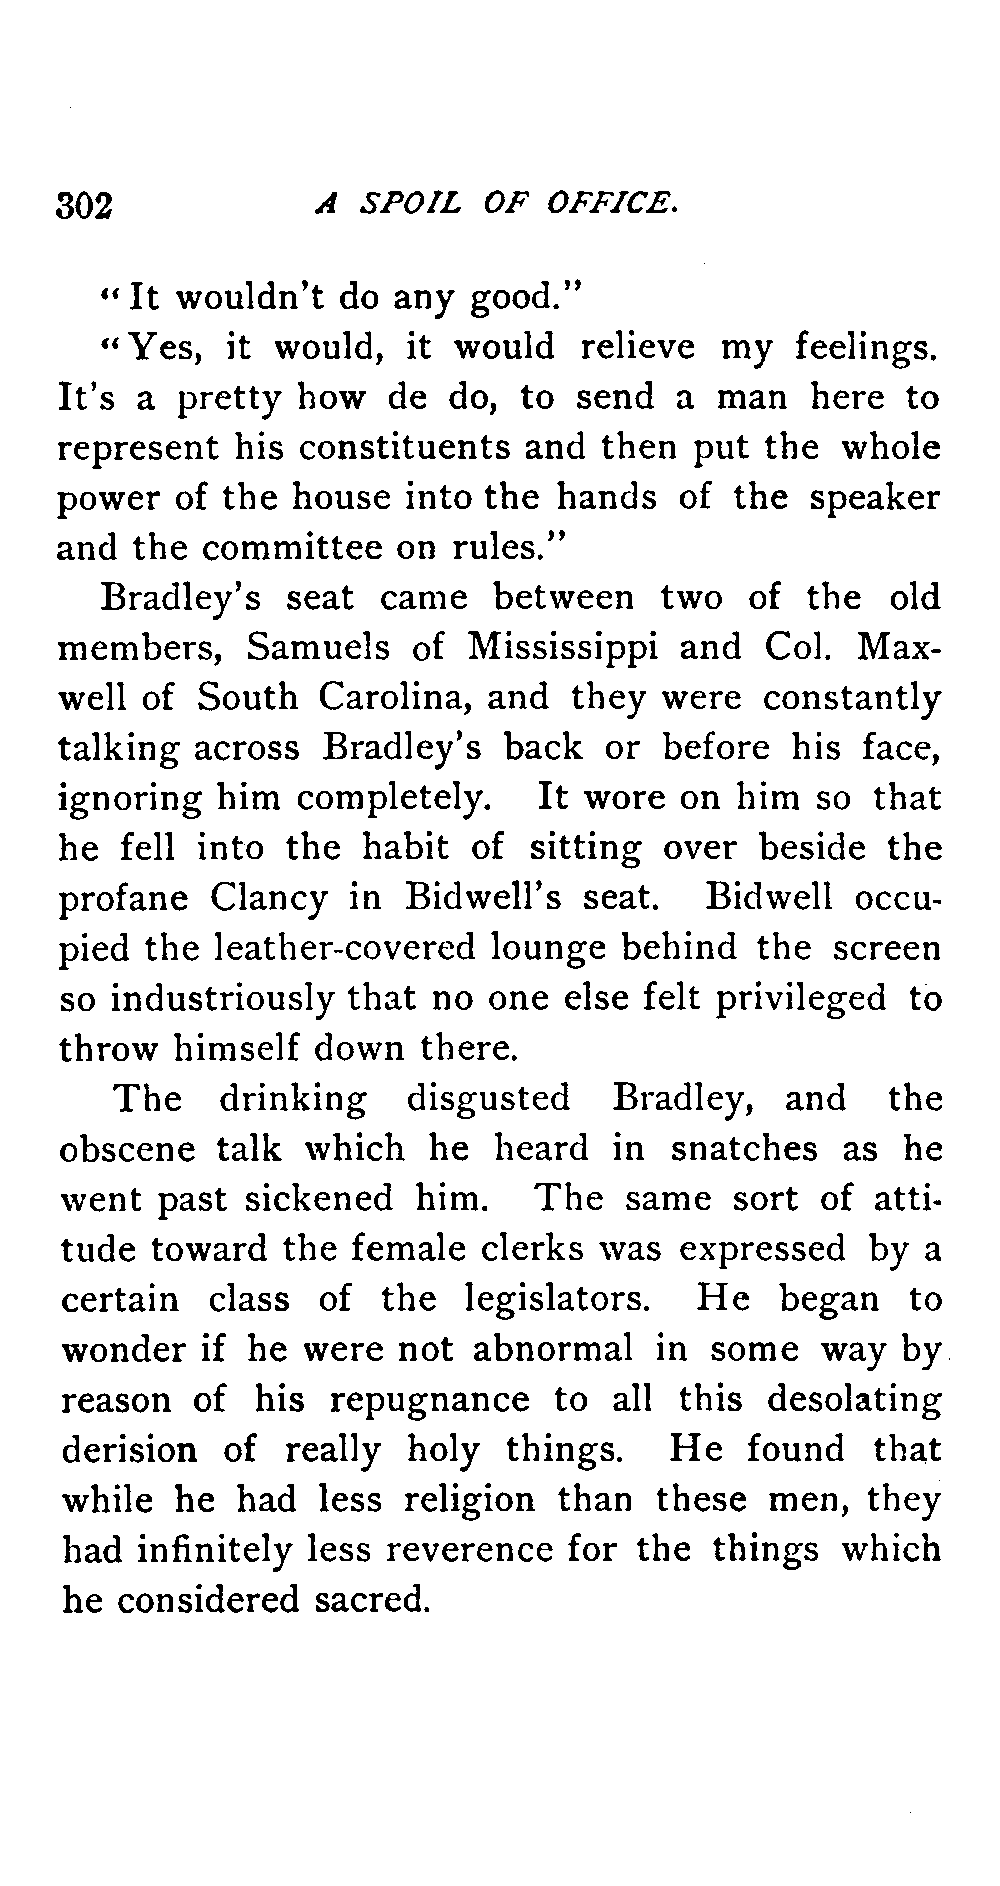 302 A SPOIL OF OFFICE.
"It wouldn't do any good."
"Yes, it would, it would relieve my feelings.
It's a pretty how de do, to send a man here to
represent his constituents and then put the whole
power of the house into the hands of the speaker
and the committee on rules."
Bradley's seat came between two of the old
members, Samuels of Mississippi and Col. Max-
well of South Carolina, and they were constantly
talking across Bradley's back or before his face,
ignoring him completely. It wore on him so that
he fell into the habit of sitting over beside the
profane Clancy in Bidwell's seat. Bidwell occu-
pied the leather-covered lounge behind the screen
so industriously that no one else felt privileged to
throw himself down there.
The drinking disgusted Bradley, and the
obscene talk which he heard in snatches as he
went past sickened him. The same sort of atti-
tude toward the female clerks was expressed by a
certain class of the legislators. He began to
wonder if he were not abnormal in some way by
reason of his repugnance to all this desolating
derision of really holy things. He found that
while he had less religion than these men, they
had infinitely less reverence for the things which
he considered sacred.